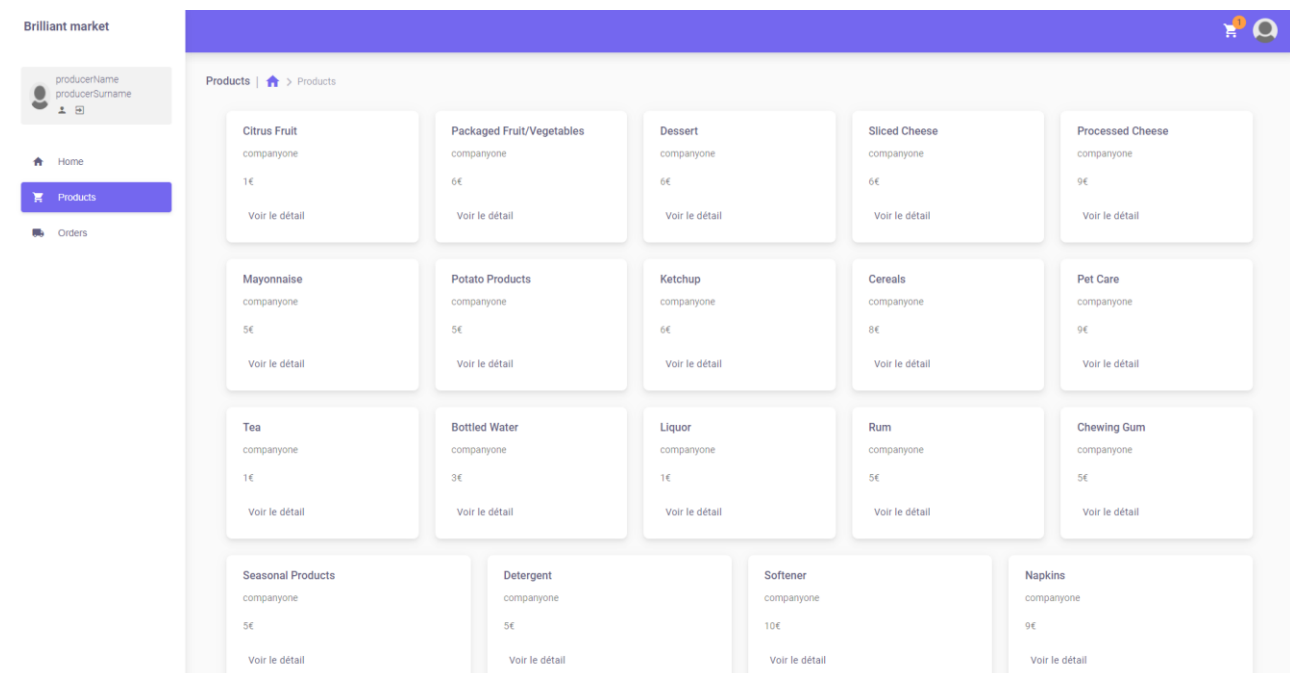 Brilliant market
1
producerName
producerSurname
Home
Products
Orders
Products | > Products
Citrus Fruit
companyone
1€
Voir le détail
Packaged Fruit/Vegetables
companyone
6€
Voir le détail
Dessert
companyone
6€
Voir le détail
Sliced Cheese
companyone
6€
Voir le détail
Processed Cheese
companyone
9€
Voir le détail
Mayonnaise
companyone
5€
Voir le détail
Potato Products
companyone
5€
Voir le détail
Ketchup
companyone
6€
Voir le détail
Cereals
companyone
8€
Voir le détail
Pet Care
companyone
9€
Voir le détail
Tea
companyone
1€
Voir le détail
Bottled Water
companyone
3€
Voir le détail
Liquor
companyone
1€
Voir le détail
Rum
companyone
5€
Voir le détail
Chewing Gum
companyone
5€
Voir le détail
Seasonal Products
companyone
5€
Voir le détail
Detergent
companyone
5€
Voir le détail
Softener
companyone
10€
Voir le détail
Napkins
companyone
9€
Voir le détail